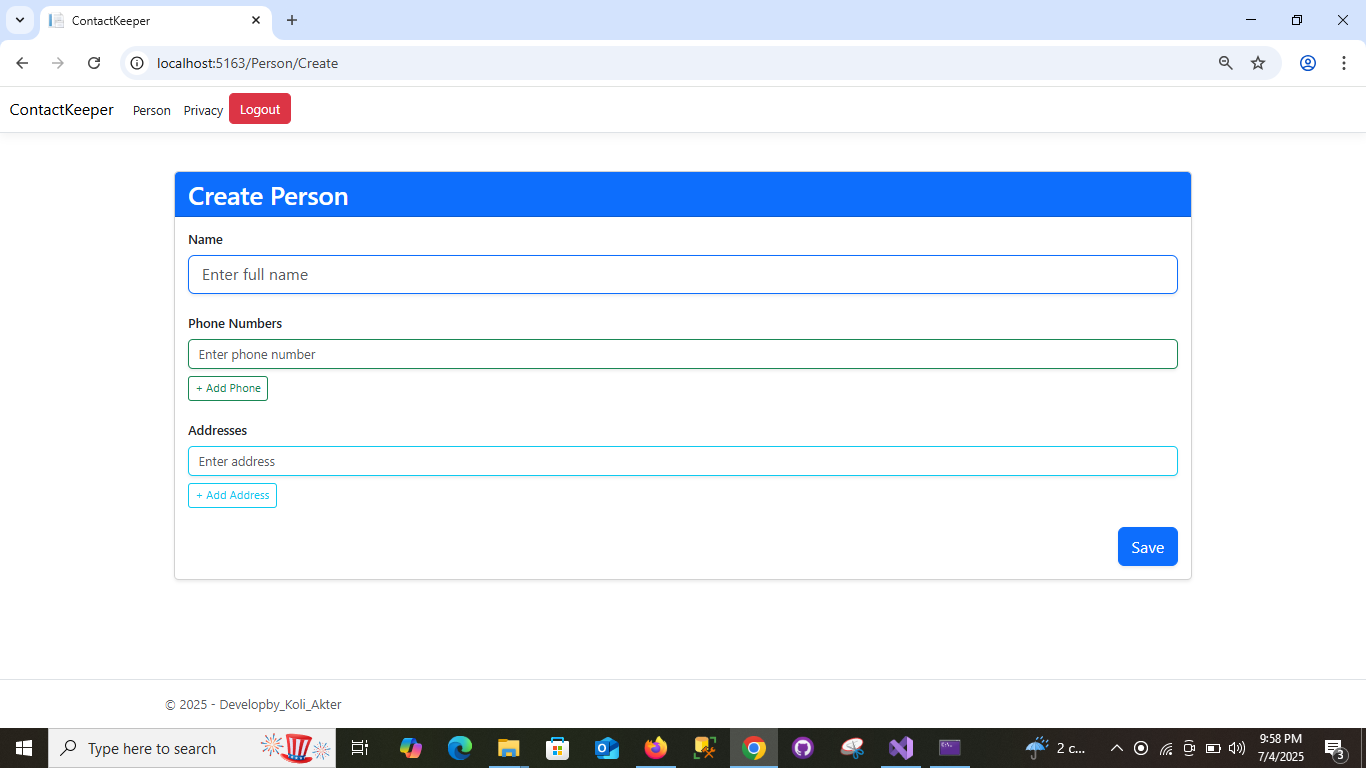 ContactKeeper
localhost:5163/Person/Create
ContactKeeper Person Privacy Logout
Create Person
Name
Enter full name
Phone Numbers
Enter phone number
+ Add Phone
Addresses
Enter address
+ Add Address
Save
© 2025 - Developby_Koli_Akter
Type here to search
2 c...
9:58 PM
7/4/2025
3